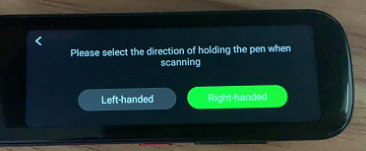 Please select the direction of holding the pen when
scanning
Left-handed
Right-handed